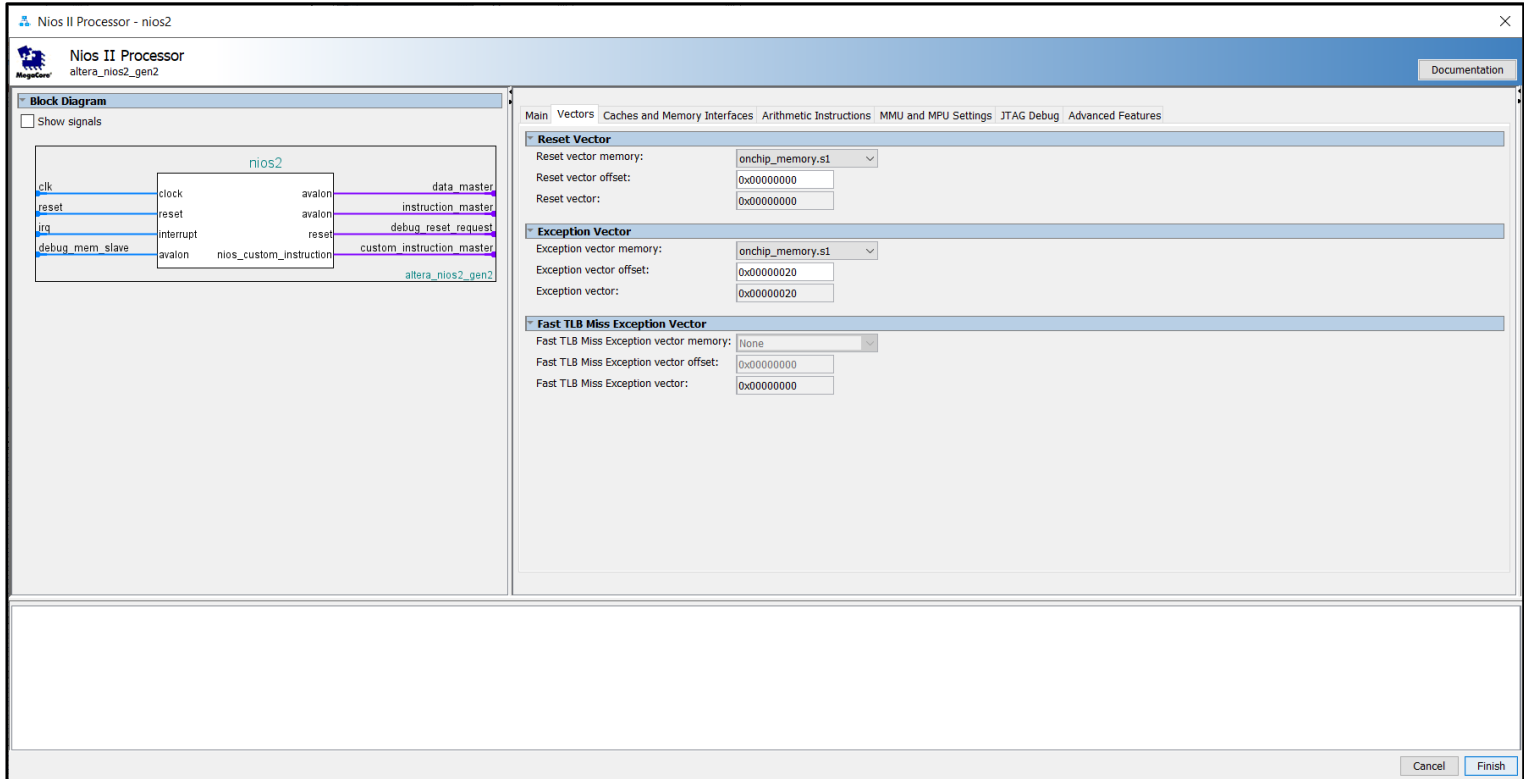 Nios II Processor - nios2
MegaCore'
Nios II Processor
altera_nios2_gen2
Documentation
Block Diagram
Show signals
nios2
clk
clock
avalon
data_master
reset
reset
avalon
instruction_master
irq
interrupt
reset
debug_reset_request
debug_mem_slave
avalon
nios_custom_instruction
custom_instruction_master
altera_nios2_gen2
Main Vectors Caches and Memory Interfaces Arithmetic Instructions MMU and MPU Settings JTAG Debug Advanced Features
Reset Vector
Reset vector memory: onchip_memory.s1
Reset vector offset: 0x00000000
Reset vector: 0x00000000
Exception Vector
Exception vector memory: onchip_memory.s1
Exception vector offset: 0x00000020
Exception vector: 0x00000020
Fast TLB Miss Exception Vector
Fast TLB Miss Exception vector memory: None
Fast TLB Miss Exception vector offset: 0x00000000
Fast TLB Miss Exception vector: 0x00000000
Cancel Finish